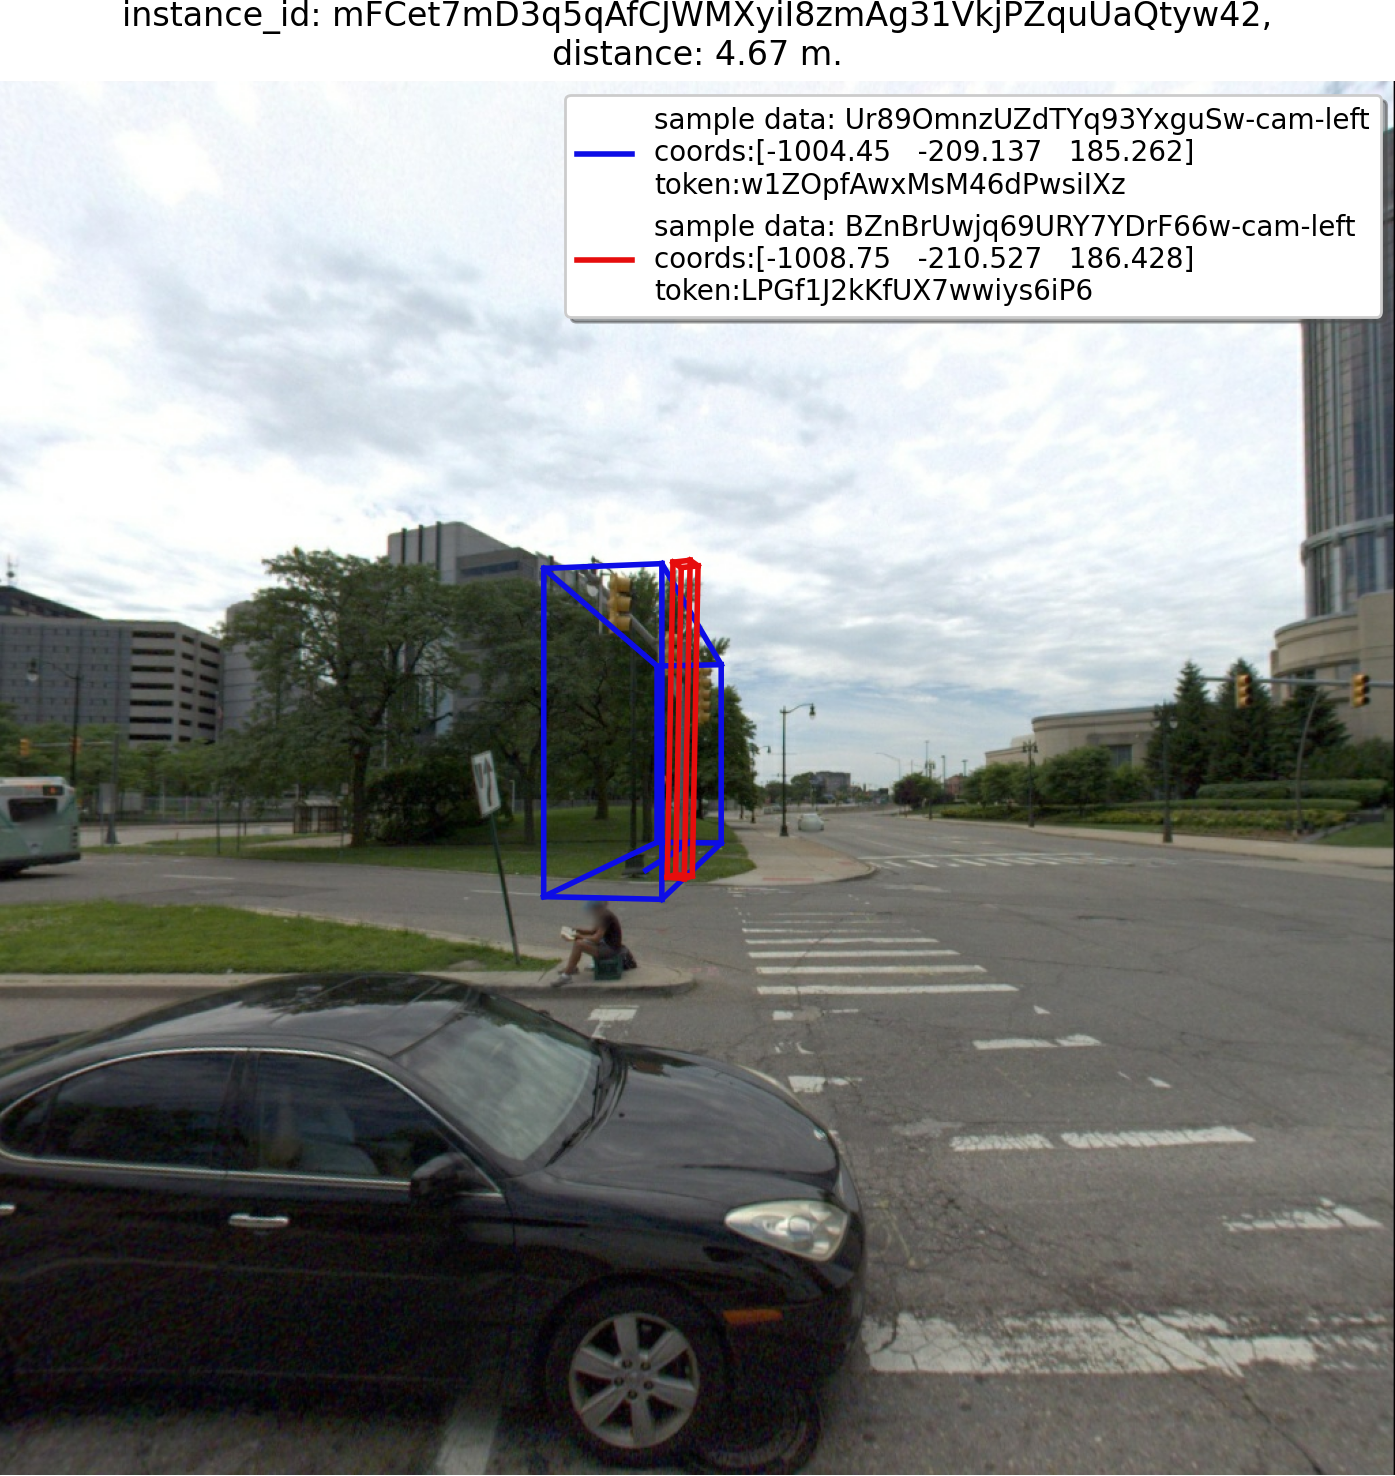 instance_id: mFCet7mD3q5qAfCJWMXyil8zmAg31VkjPZquUaQtyw42,
distance: 4.67 m.
sample data: Ur89OmnzUZdTYq93YxguSw-cam-left
coords:[-1004.45 -209.137 185.262]
token:w1ZOpfAwxMsM46dPwsiIXz
sample data: BZnBrUwjq69URY7YDrF66w-cam-left
coords:[-1008.75 -210.527 186.428]
token:LPGf1J2kKfUX7wwiys6iP6